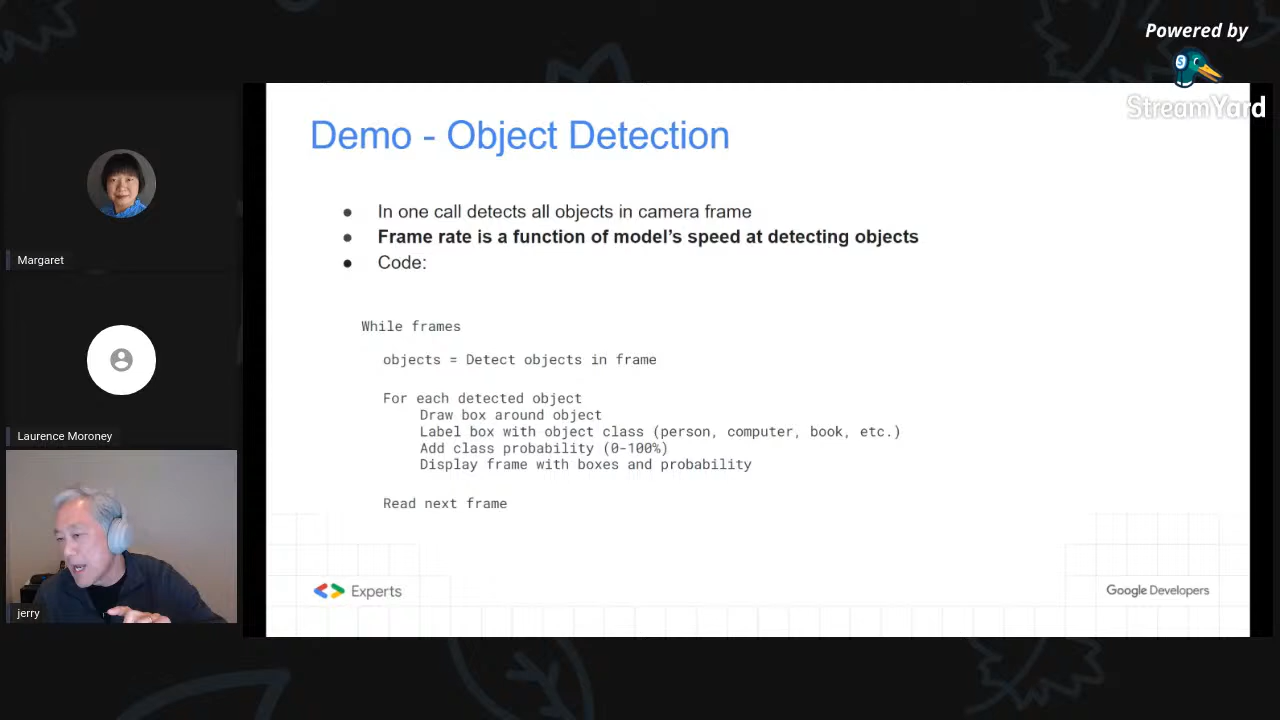 Powered by
StreamYard
Margaret
Laurence Moroney
jerry
Demo - Object Detection
● In one call detects all objects in camera frame
● Frame rate is a function of model’s speed at detecting objects
● Code:
While frames
objects = Detect objects in frame
For each detected object
Draw box around object
Label box with object class (person, computer, book, etc.)
Add class probability (0-100%)
Display frame with boxes and probability
Read next frame
Experts
Google Developers